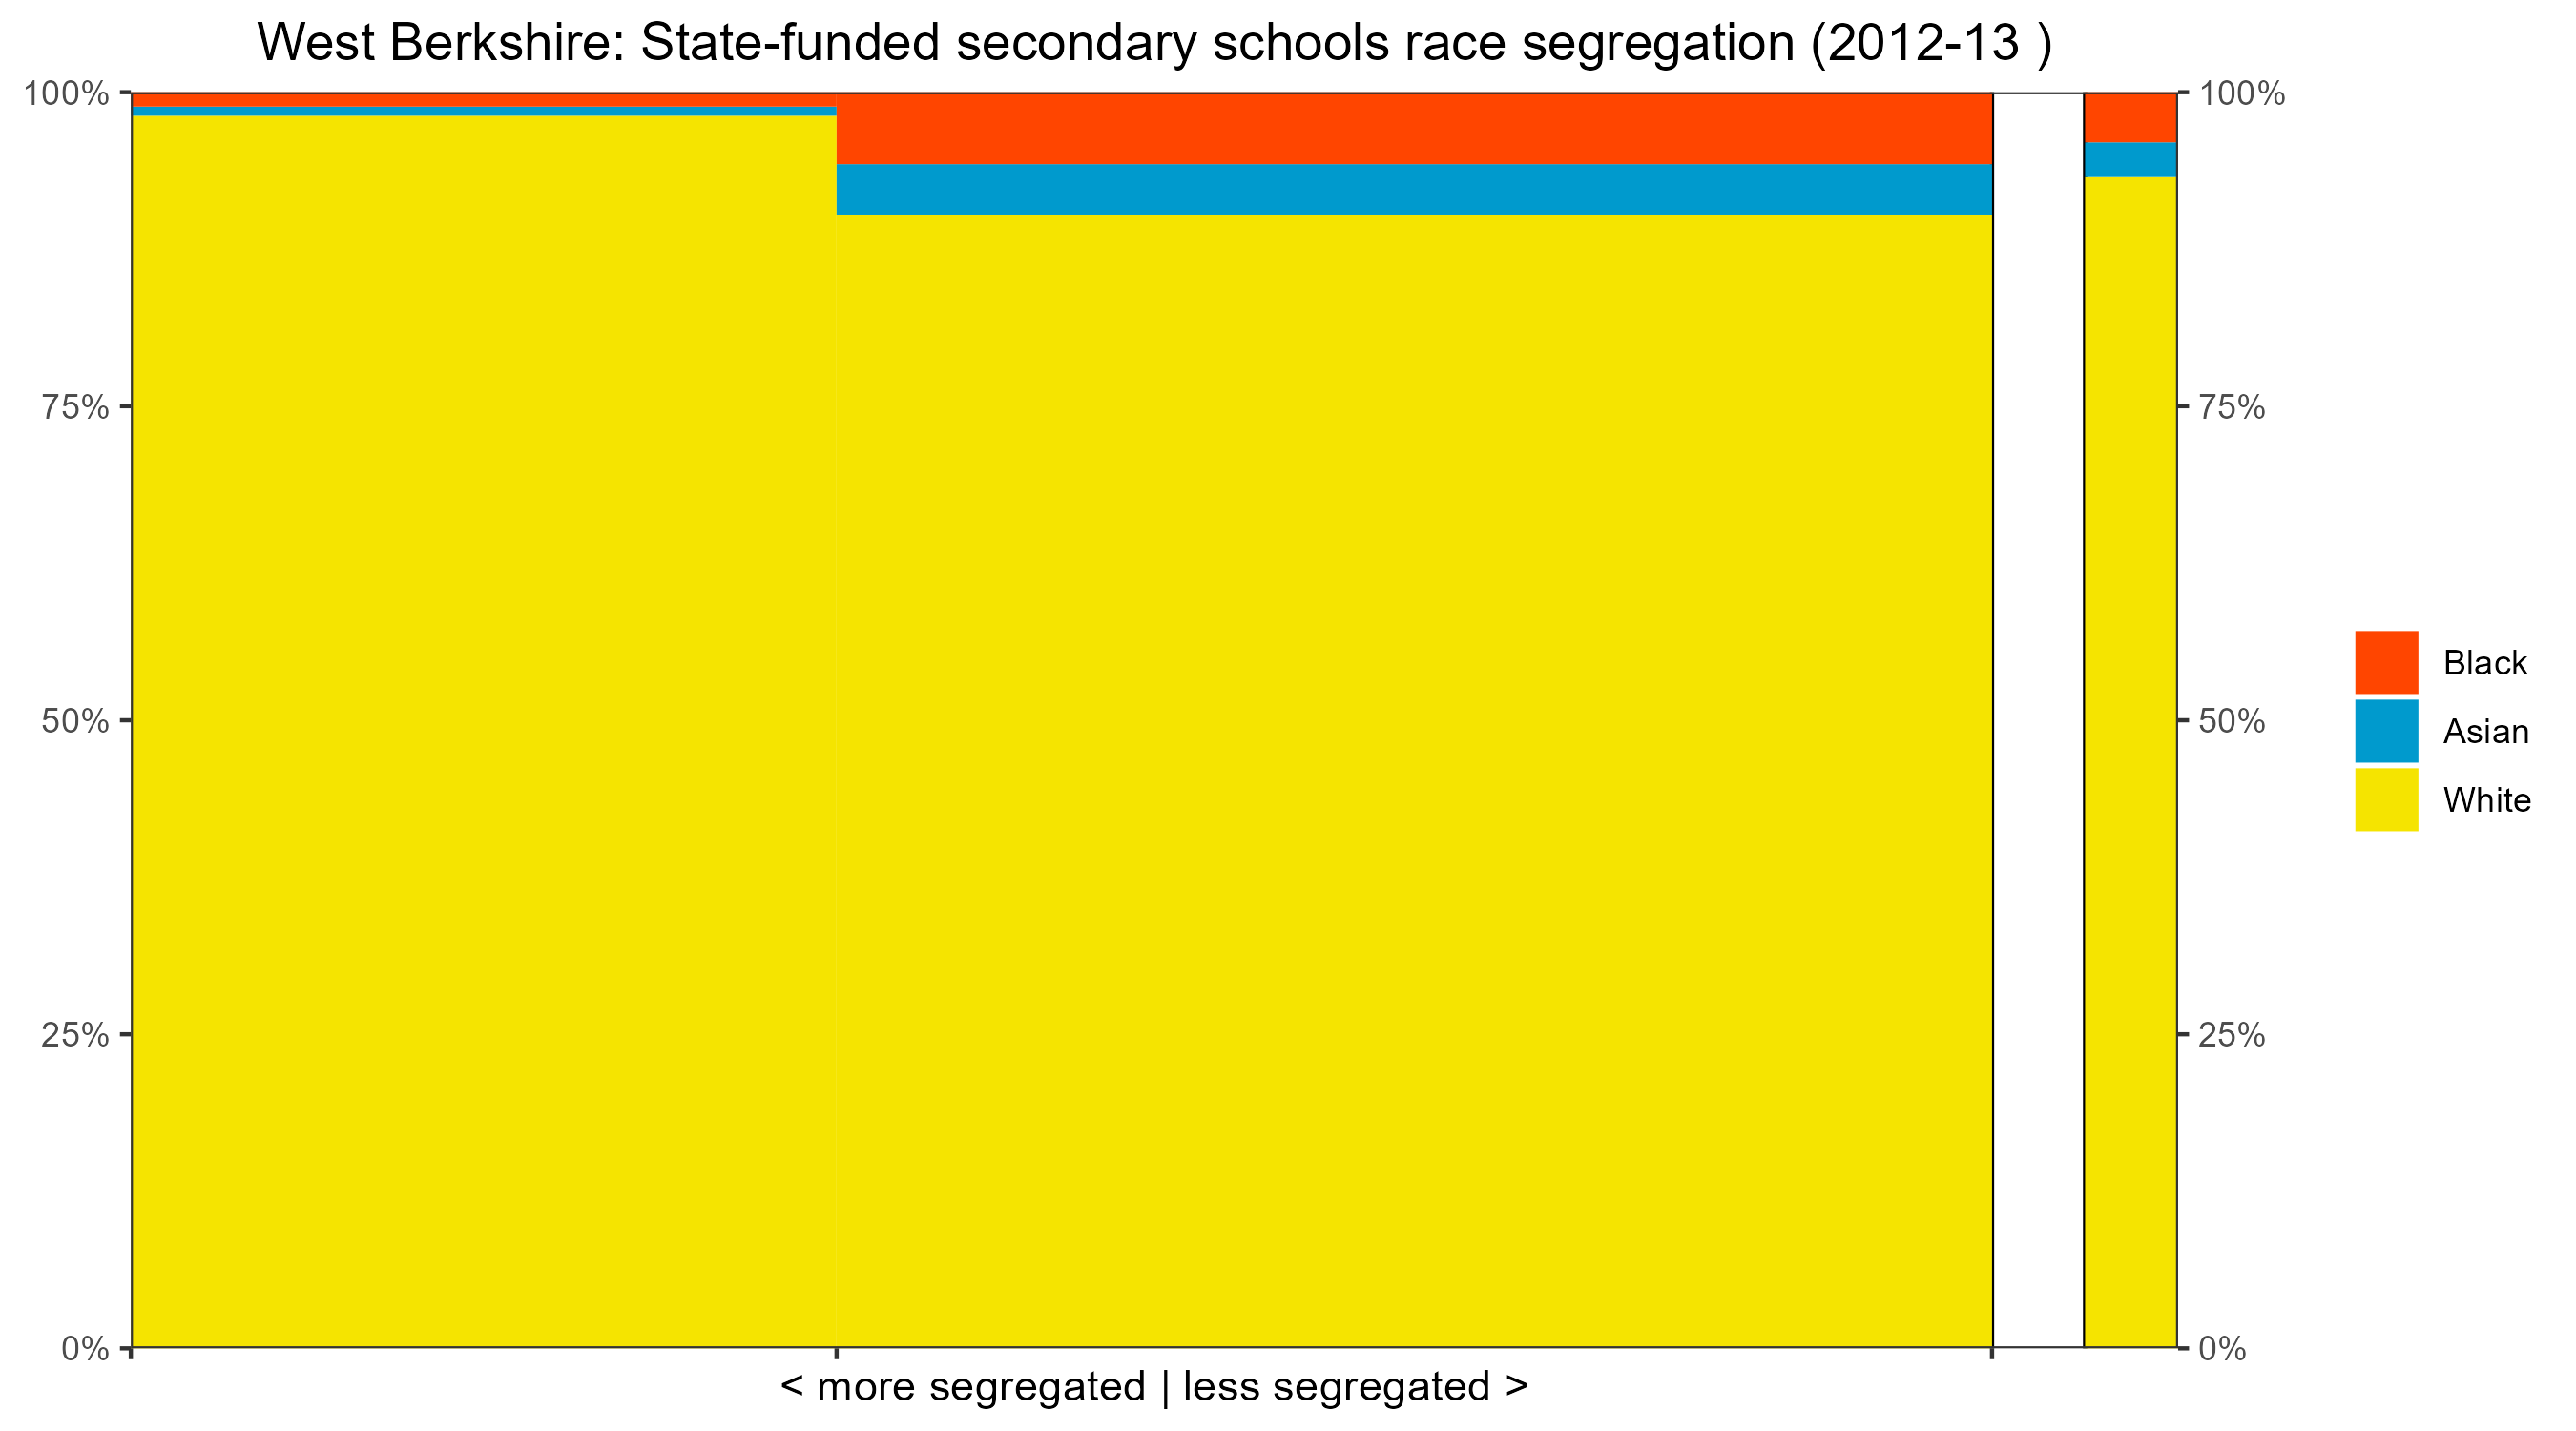 West Berkshire: State-funded secondary schools race segregation (2012-13 )
100%
75%
50%
25%
0%
100%
75%
50%
25%
0%
Black
Asian
White
< more segregated | less segregated >